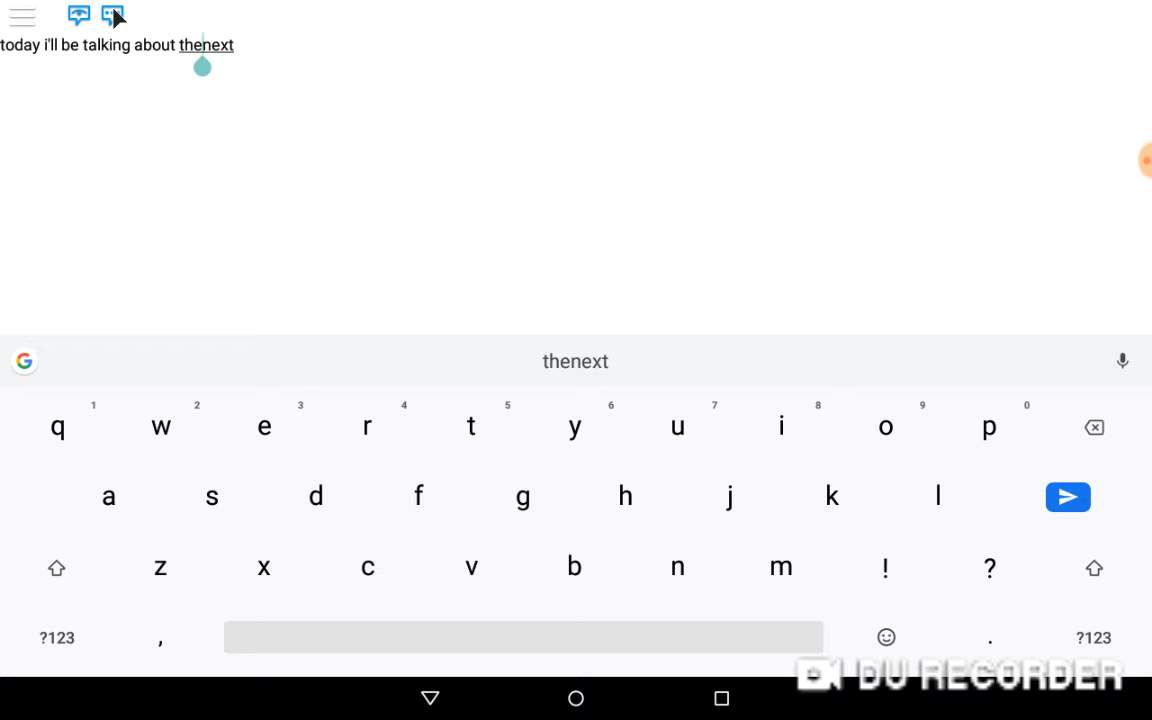 today i'll be talking about thenext
thenext
1 2 3 4 5 6 7 8 9 0
q w e r t y u i o p
a s d f g h j k l
z x c v b n m ! ?
?123 , . ?123
DU RECORDER